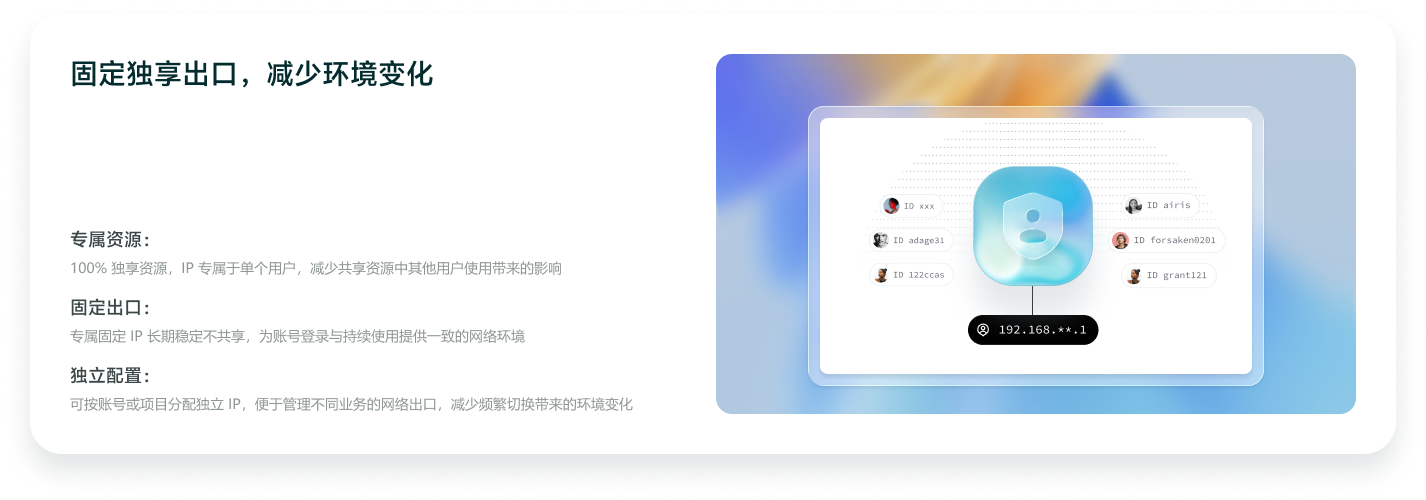 固定独享出口，减少环境变化
专属资源：
100% 独享资源，IP 专属于单个用户，减少共享资源中其他用户使用带来的影响
固定出口：
专属固定 IP 长期稳定不共享，为账号登录与持续使用提供一致的网络环境
独立配置：
可按账号或项目分配独立 IP，便于管理不同业务的网络出口，减少频繁切换带来的环境变化
ID xxx
ID adage31
ID 122ccas
ID airis
ID forsaken0201
ID grant121
192.168.**.1